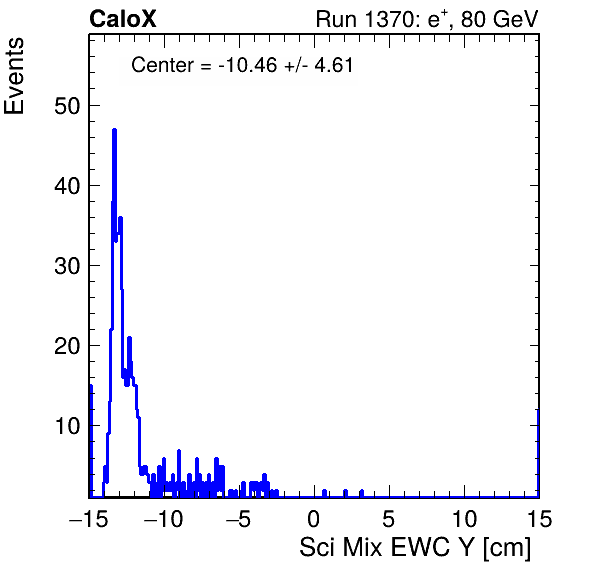 CaloX Run 1370: e⁺, 80 GeV
Center = -10.46 +/- 4.61
Events
50
40
30
20
10
−15 −10 −5 0 5 10 15
Sci Mix EWC Y [cm]